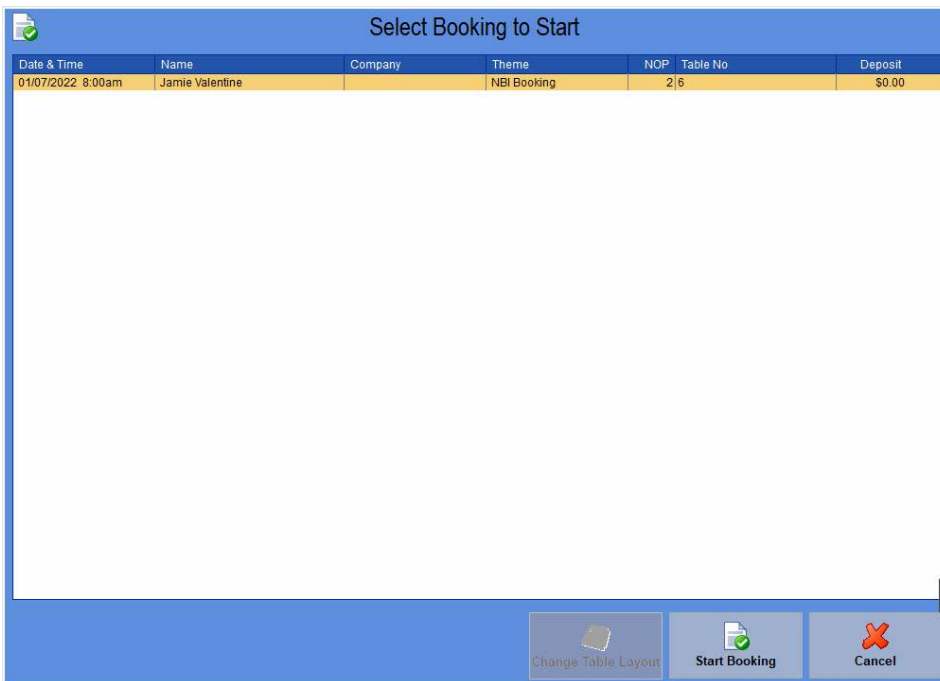 Select Booking to Start
Date & Time Name Company Theme NOP Table No Deposit
01/07/2022 8:00am Jamie Valentine NBI Booking 2 6 $0.00
Change Table Layout Start Booking Cancel